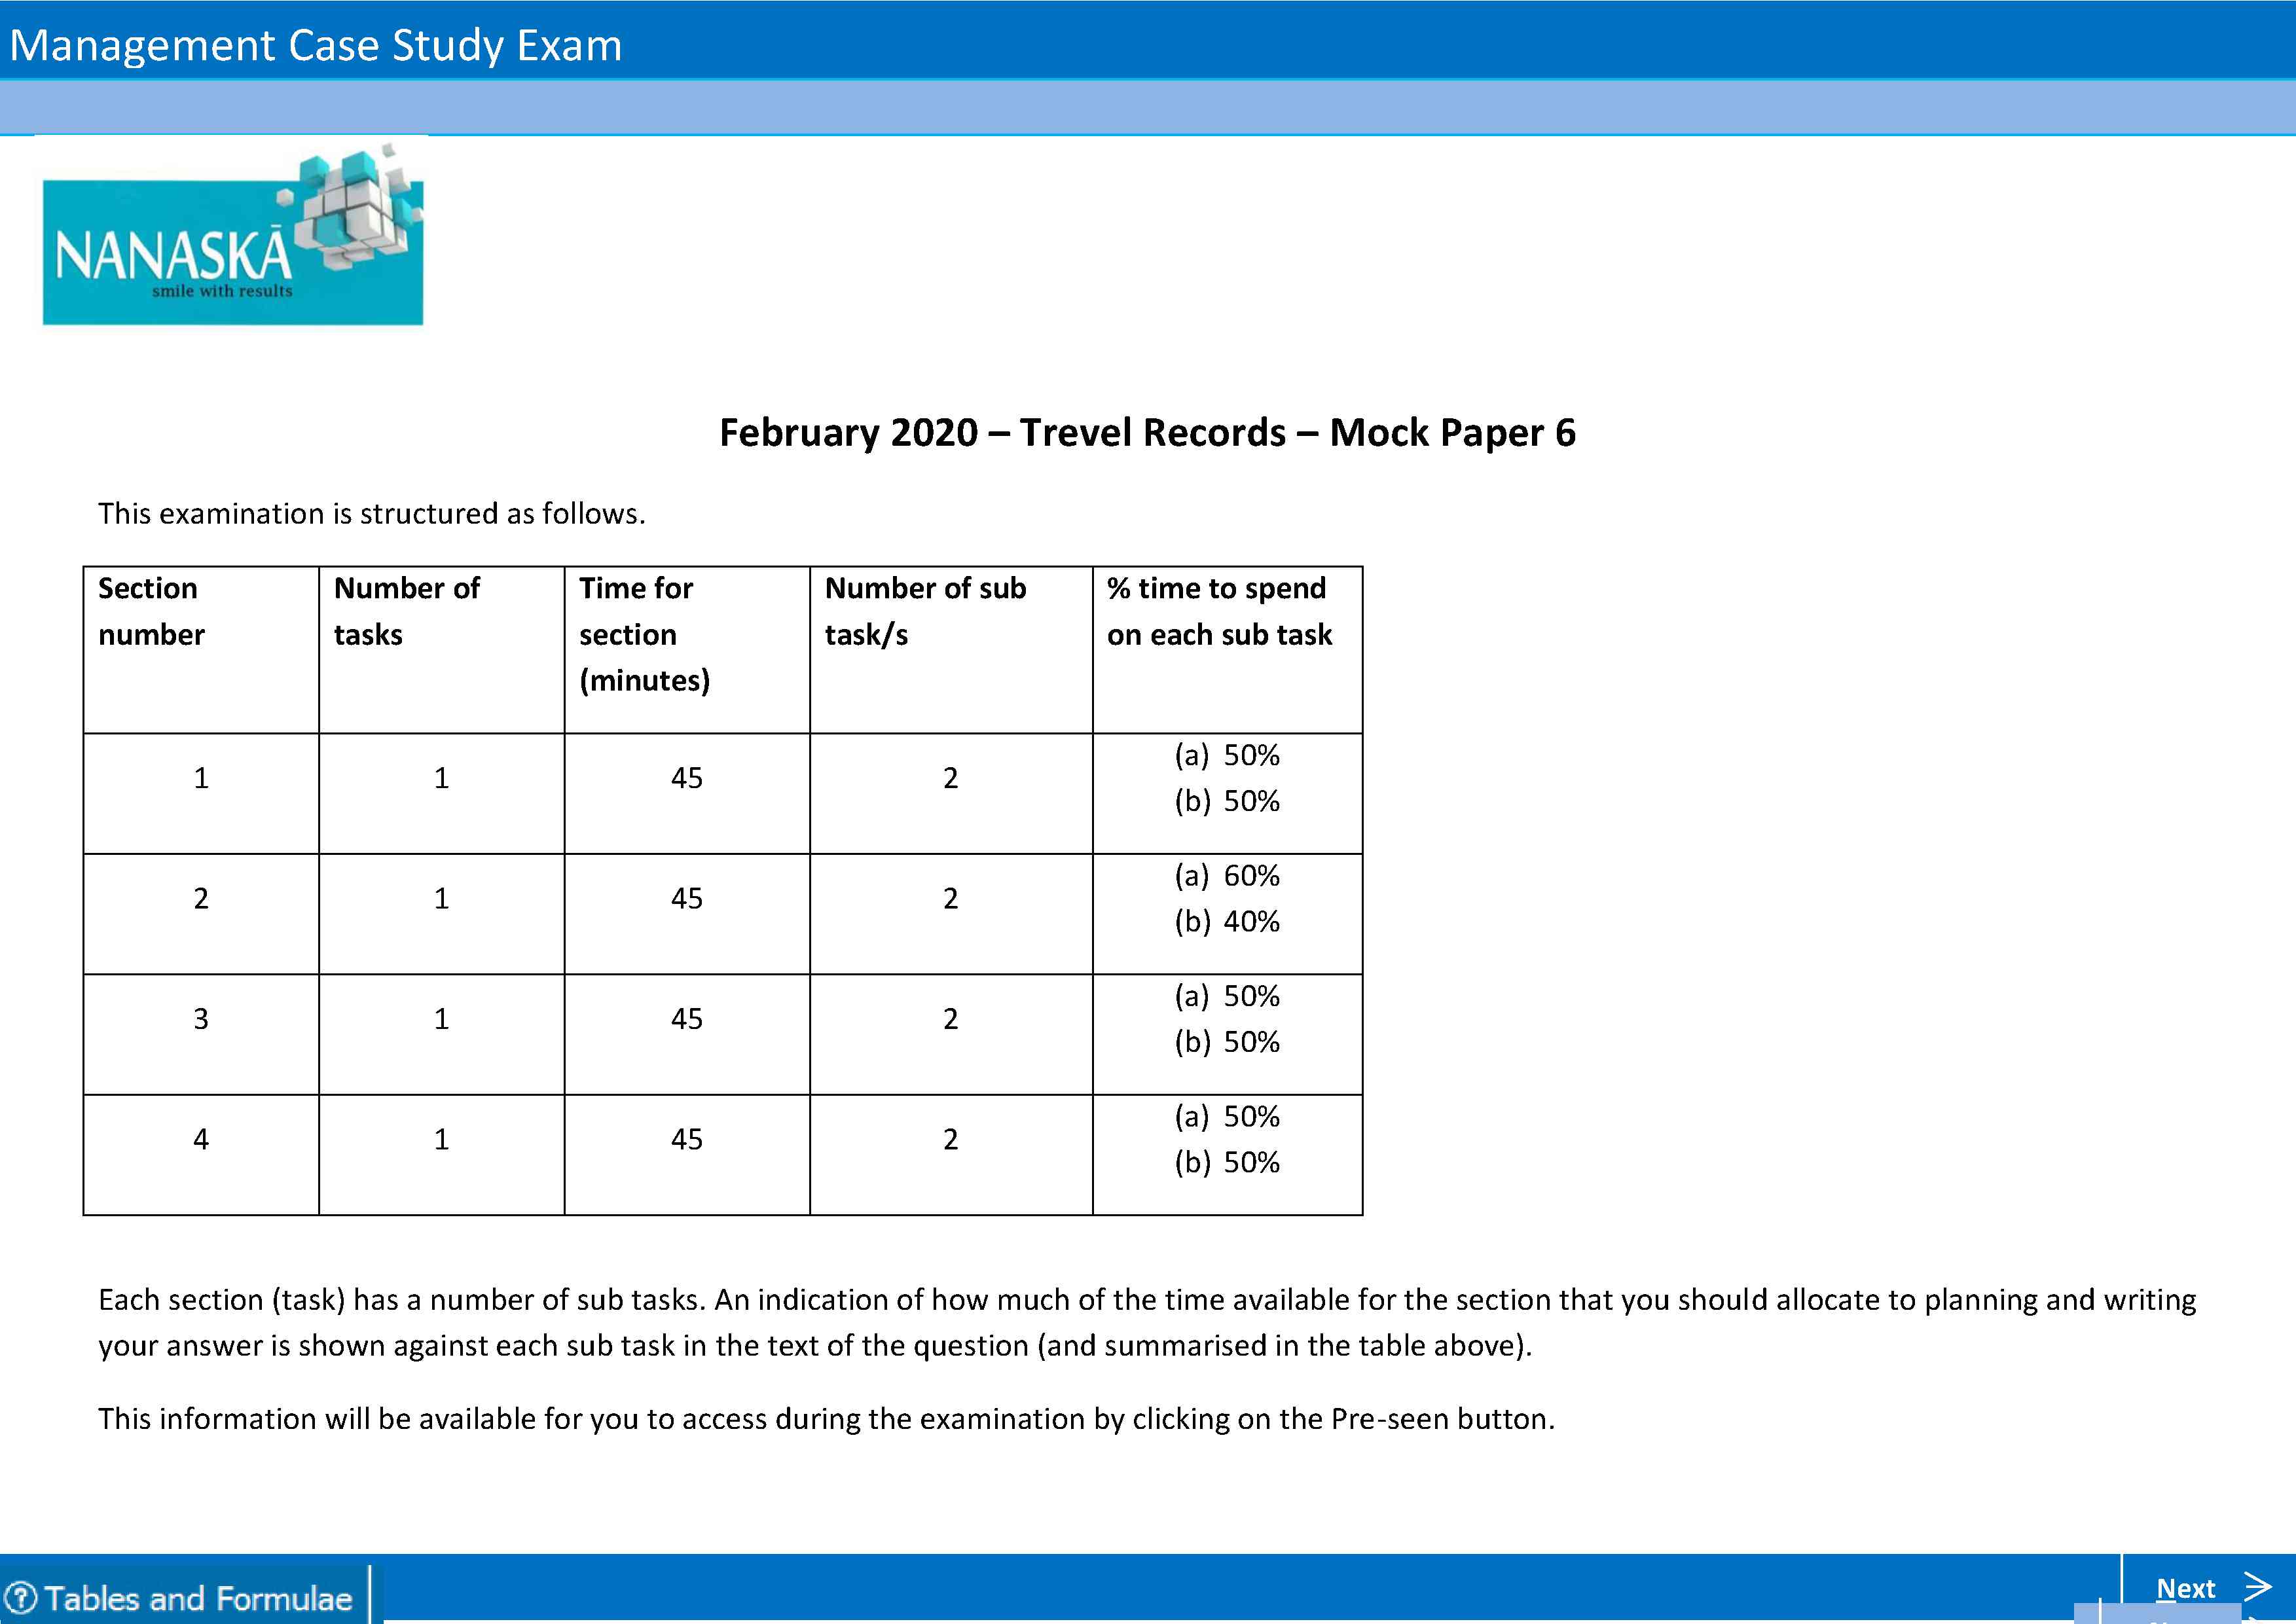 Management Case Study Exam
NANASKĀ
smile with results
February 2020 – Trevel Records – Mock Paper 6
This examination is structured as follows.
Section number | Number of tasks | Time for section (minutes) | Number of sub task/s | % time to spend on each sub task
1 | 1 | 45 | 2 | (a) 50% (b) 50%
2 | 1 | 45 | 2 | (a) 60% (b) 40%
3 | 1 | 45 | 2 | (a) 50% (b) 50%
4 | 1 | 45 | 2 | (a) 50% (b) 50%
Each section (task) has a number of sub tasks. An indication of how much of the time available for the section that you should allocate to planning and writing
your answer is shown against each sub task in the text of the question (and summarised in the table above).
This information will be available for you to access during the examination by clicking on the Pre-seen button.
Tables and Formulae
Next